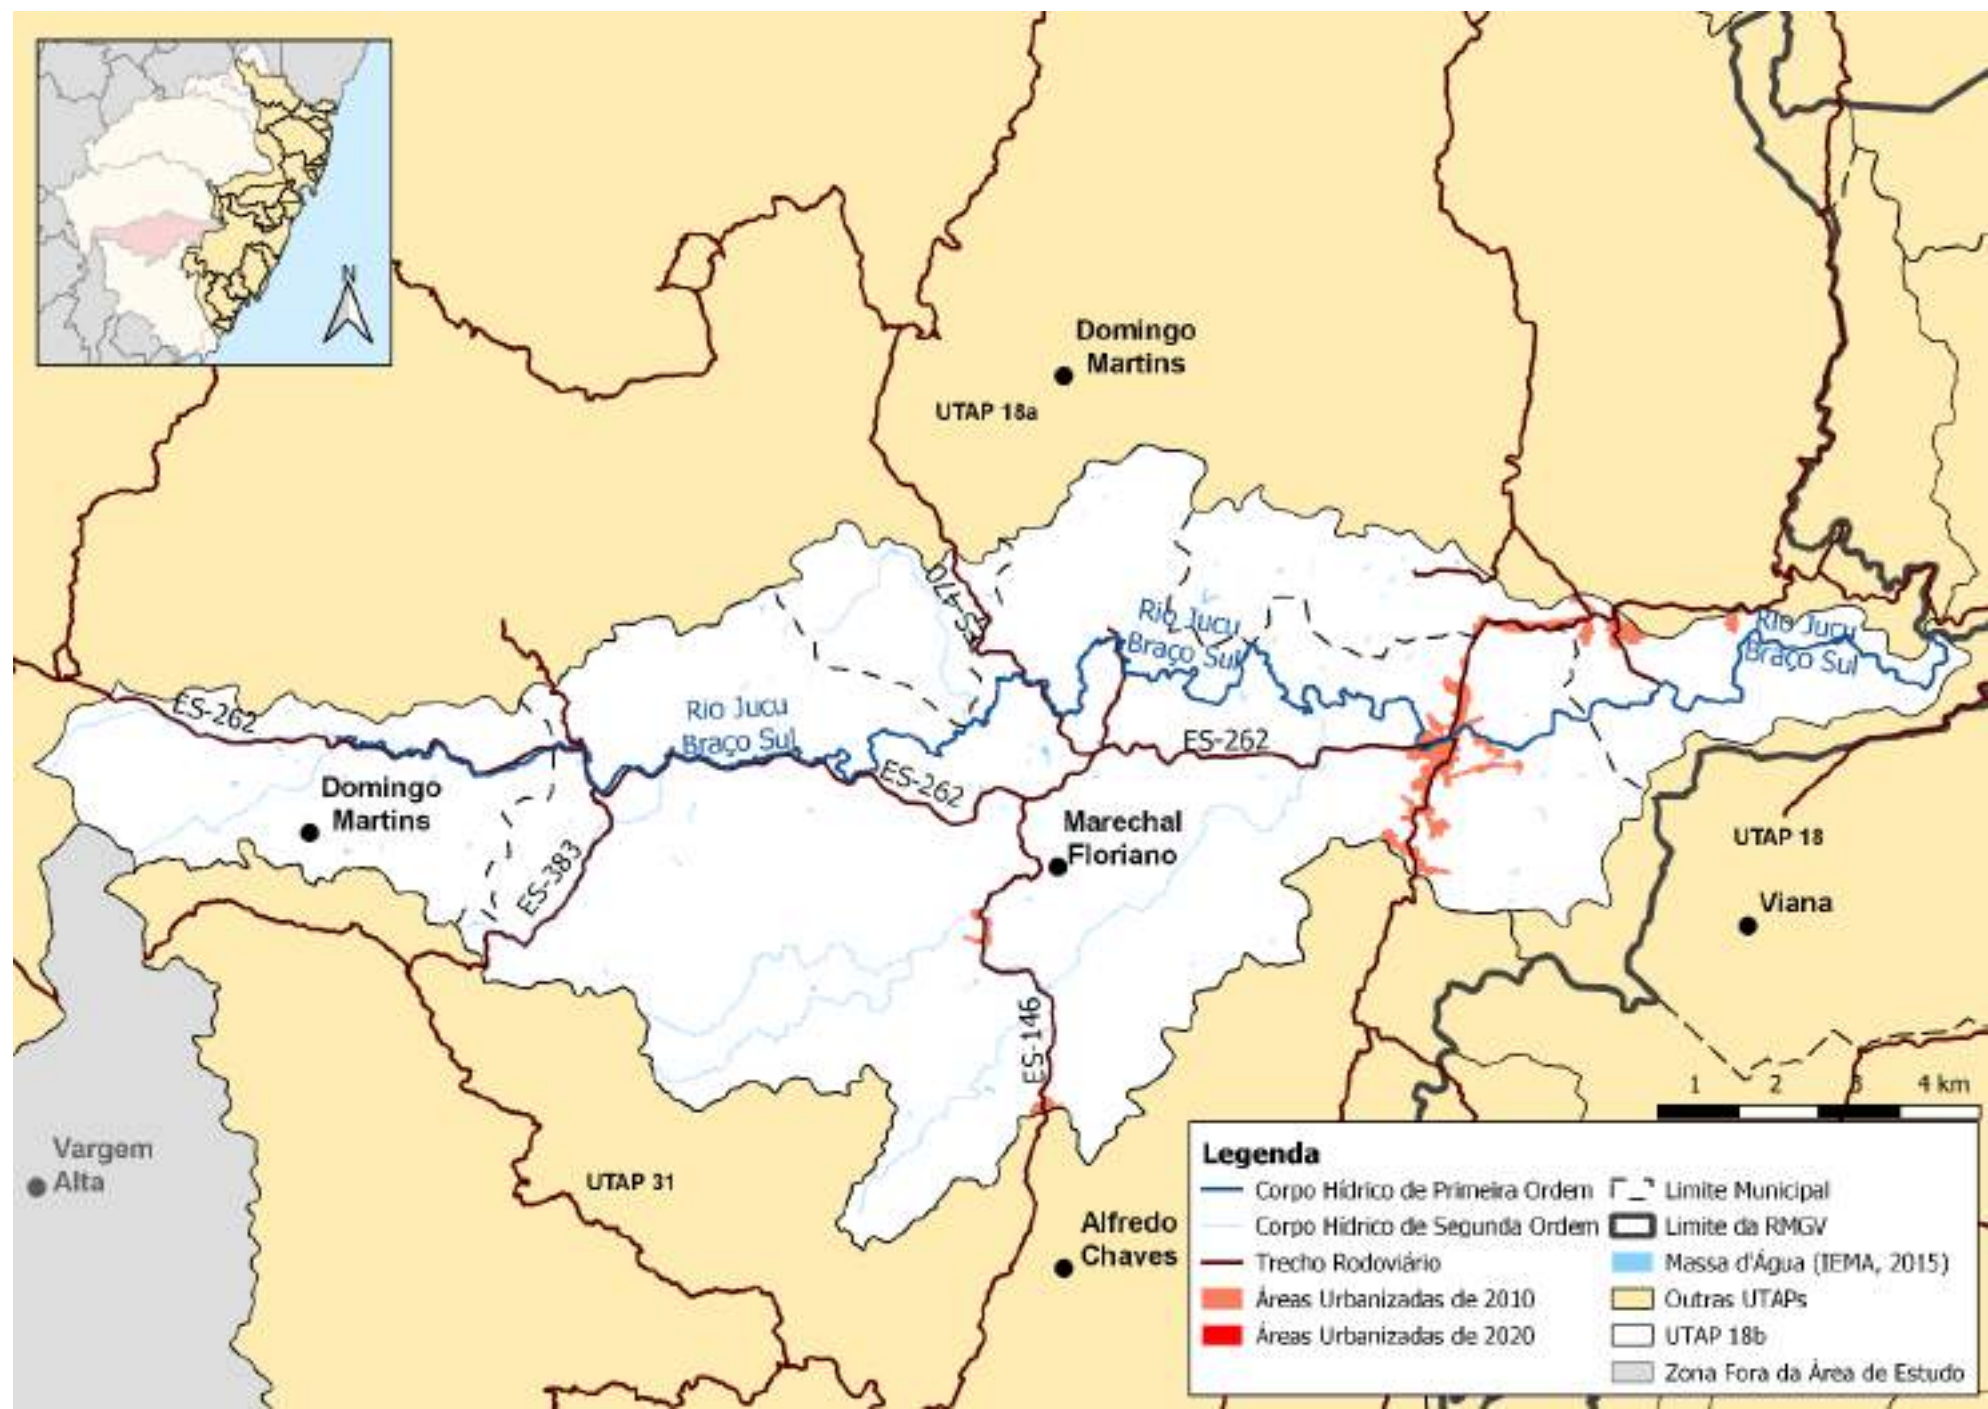 N
Domingo
Martins
UTAP 18a
ES-470
Rio Jucu
Braço Sul
Rio Jucu
Braço Sul
ES-262
Rio Jucu
Braço Sul
ES-262
ES-262
Domingo
Martins
Marechal
Floriano
UTAP 18
ES-383
Viana
ES-146
1 2 3 4 km
Vargem
Alta
UTAP 31
Alfredo
Chaves
Legenda
Corpo Hídrico de Primeira Ordem
Corpo Hídrico de Segunda Ordem
Trecho Rodoviário
Áreas Urbanizadas de 2010
Áreas Urbanizadas de 2020
Limite Municipal
Limite da RMGV
Massa d'Água (IEMA, 2015)
Outras UTAPs
UTAP 18b
Zona Fora da Área de Estudo